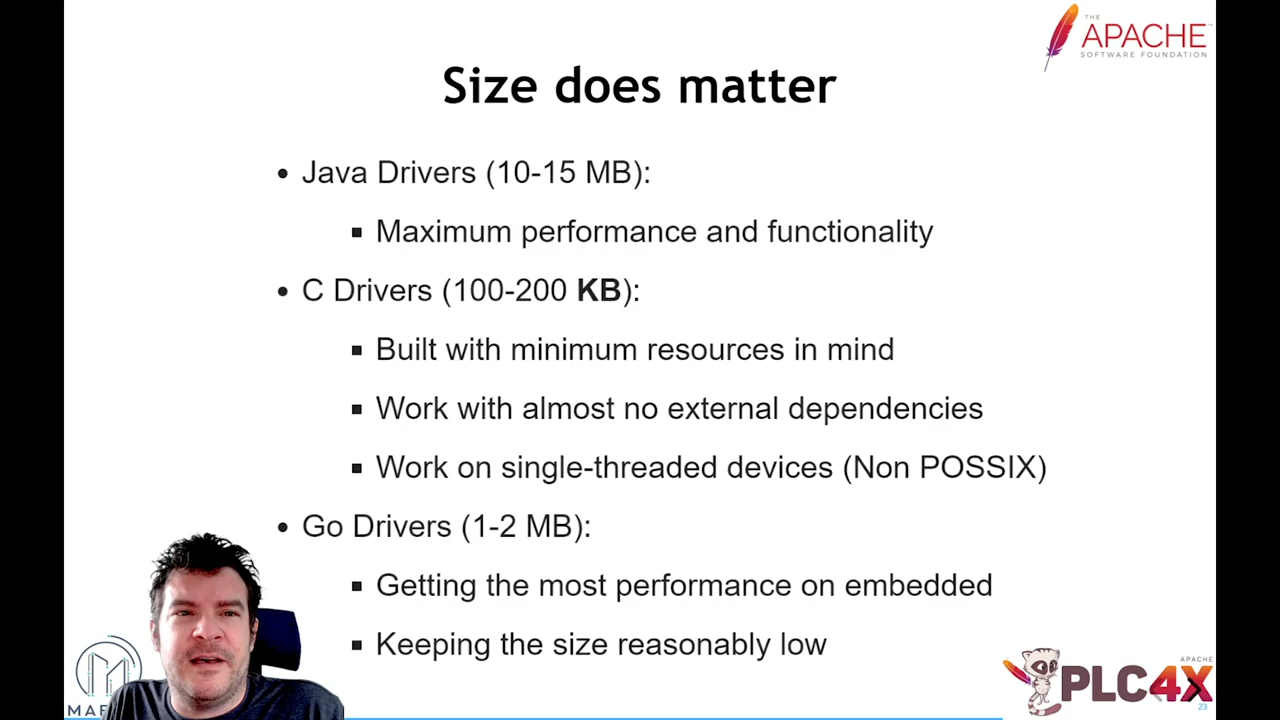 THE
APACHE
SOFTWARE FOUNDATION
Size does matter
• Java Drivers (10-15 MB):
▪ Maximum performance and functionality
• C Drivers (100-200 KB):
▪ Built with minimum resources in mind
▪ Work with almost no external dependencies
▪ Work on single-threaded devices (Non POSSIX)
• Go Drivers (1-2 MB):
▪ Getting the most performance on embedded
▪ Keeping the size reasonably low
APACHE
PLC4X
23